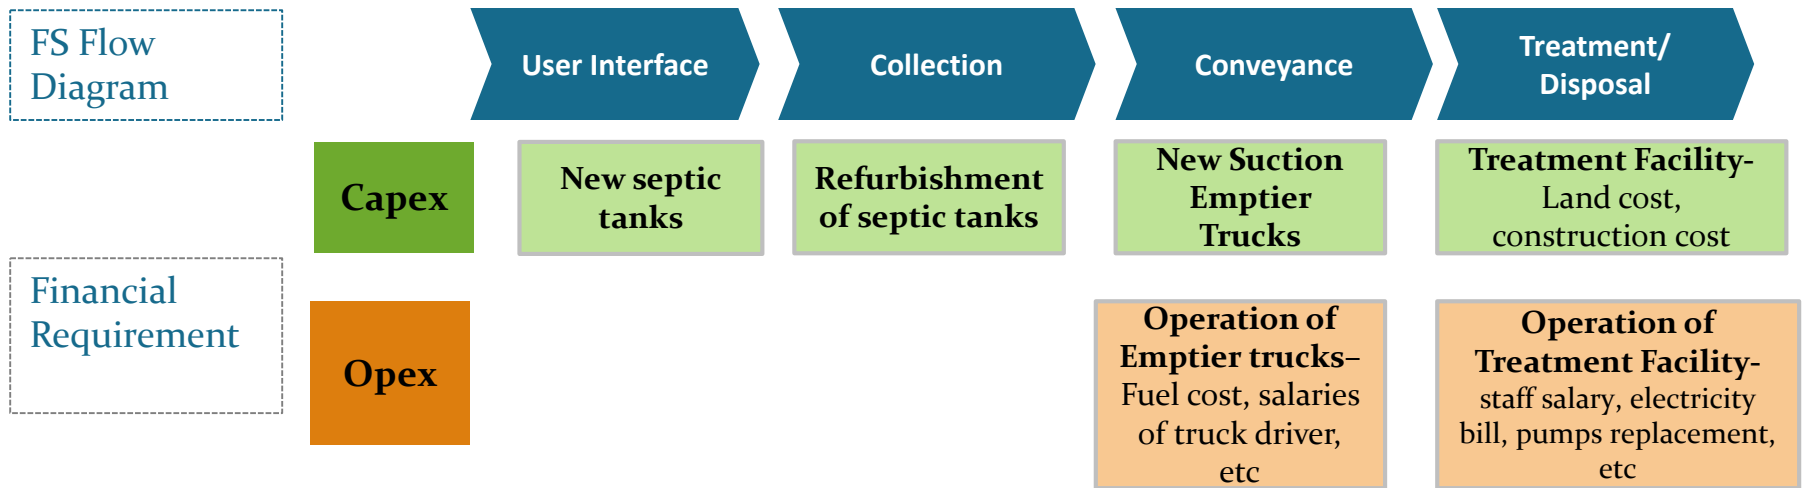 FS Flow
Diagram
User Interface
Collection
Conveyance
Treatment/
Disposal
Capex
New septic
tanks
Refurbishment
of septic tanks
New Suction
Emptier
Trucks
Treatment Facility-
Land cost,
construction cost
Financial
Requirement
Opex
Operation of
Emptier trucks–
Fuel cost, salaries
of truck driver,
etc
Operation of
Treatment Facility-
staff salary, electricity
bill, pumps replacement,
etc